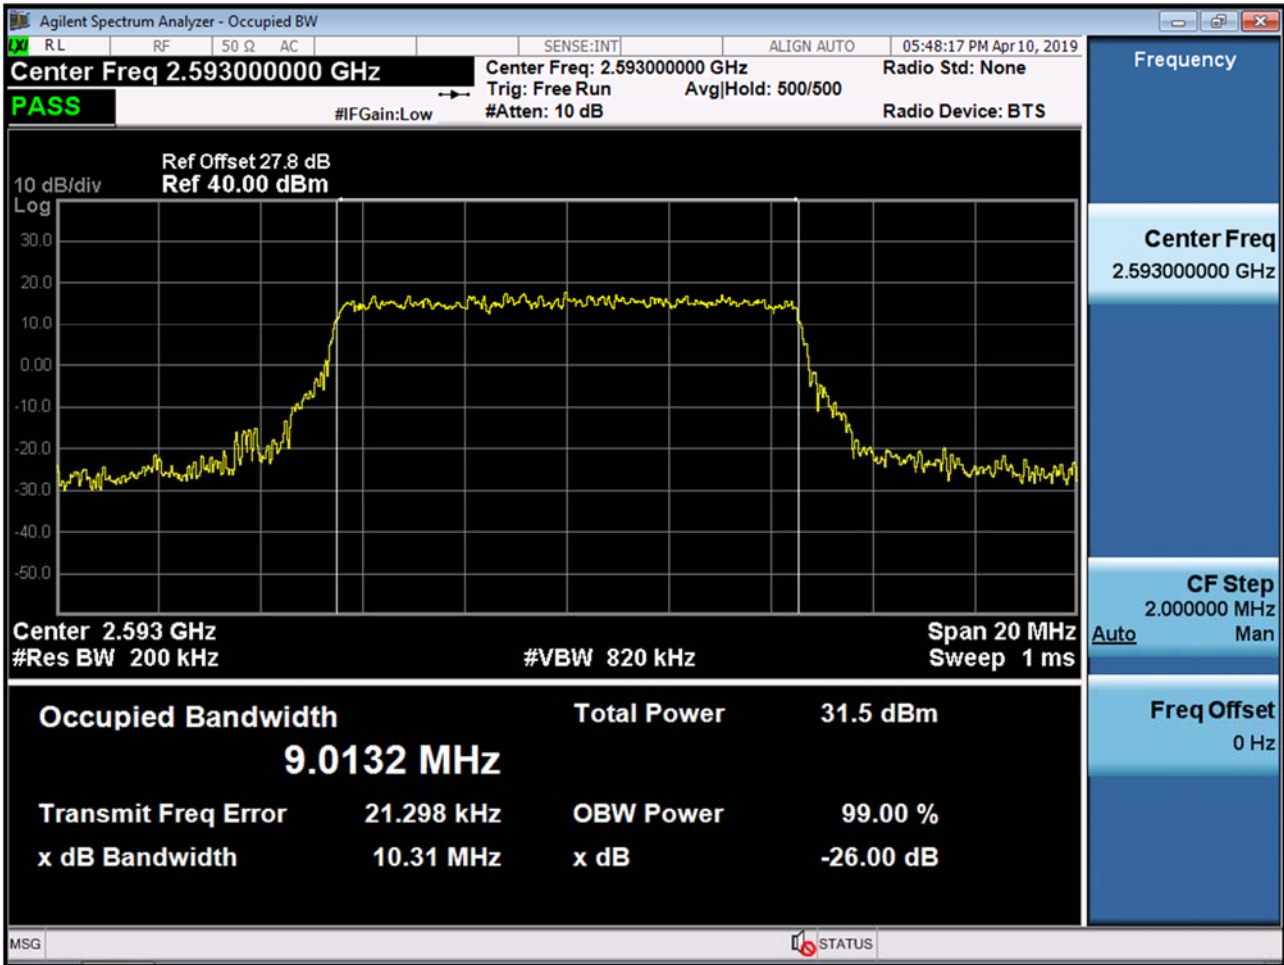 Agilent Spectrum Analyzer - Occupied BW
LXI RL RF 50 Ω AC SENSE:INT ALIGN AUTO 05:48:17 PM Apr 10, 2019
Center Freq 2.593000000 GHz
Center Freq: 2.593000000 GHz Radio Std: None
Trig: Free Run Avg|Hold: 500/500
PASS #IFGain:Low #Atten: 10 dB Radio Device: BTS
Ref Offset 27.8 dB
10 dB/div Ref 40.00 dBm
Log
30.0
20.0
10.0
0.00
-10.0
-20.0
-30.0
-40.0
-50.0
Center 2.593 GHz Span 20 MHz
#Res BW 200 kHz #VBW 820 kHz Sweep 1 ms
Occupied Bandwidth Total Power 31.5 dBm
9.0132 MHz
Transmit Freq Error 21.298 kHz OBW Power 99.00 %
x dB Bandwidth 10.31 MHz x dB -26.00 dB
Frequency
Center Freq
2.593000000 GHz
CF Step
2.000000 MHz
Auto Man
Freq Offset
0 Hz
MSG STATUS